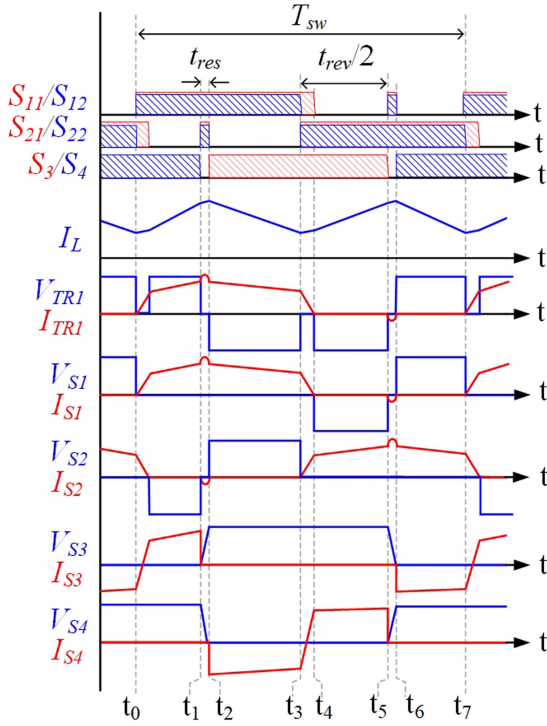 T_sw
t_res t_rev/2
S_11/S_12 t
S_21/S_22 t
S_3/S_4 t
I_L t
V_TR1 t
I_TR1
V_S1 t
I_S1
V_S2 t
I_S2
V_S3 t
I_S3
V_S4 t
I_S4
t_0 t_1 t_2 t_3 t_4 t_5 t_6 t_7